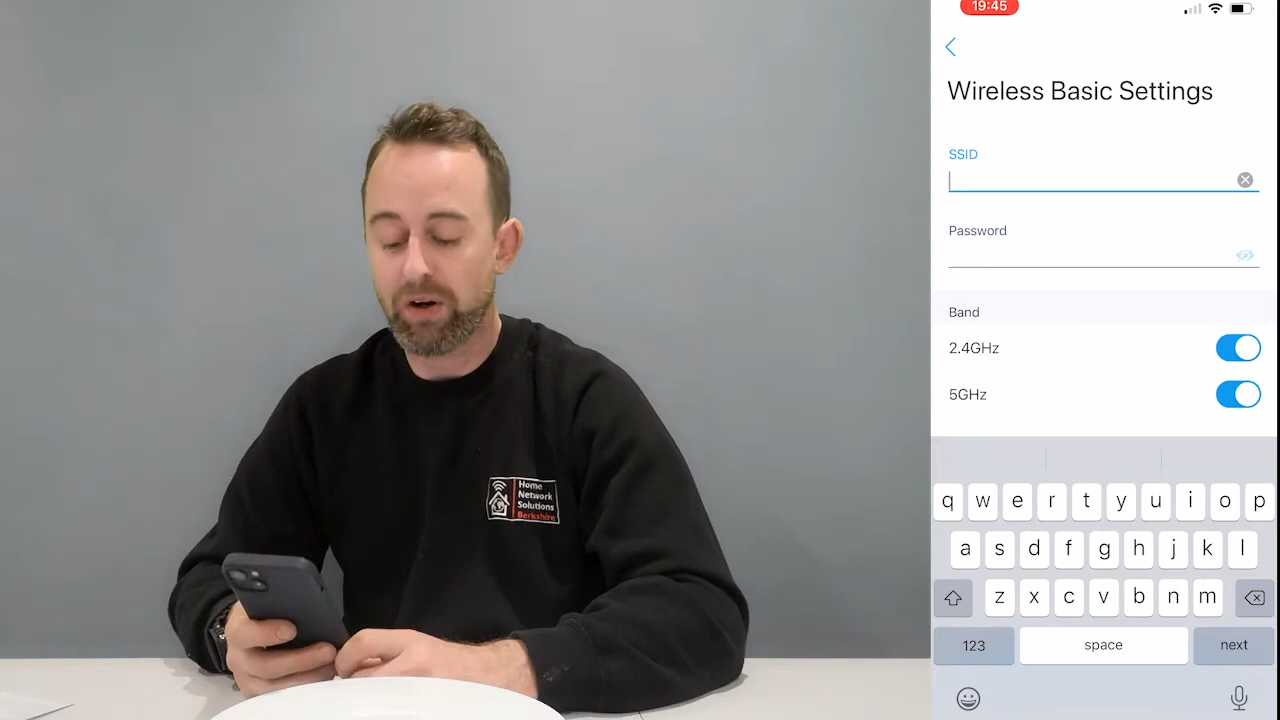 19:45
Wireless Basic Settings
SSID
Password
Band
2.4GHz
5GHz
q w e r t y u i o p
a s d f g h j k l
z x c v b n m
123 space next
Home
Network
Solutions
Berkshire